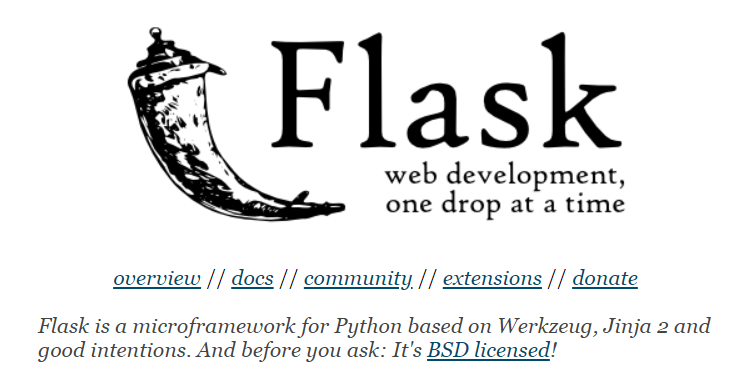 Flask
web development,
one drop at a time
overview // docs // community // extensions // donate
Flask is a microframework for Python based on Werkzeug, Jinja 2 and
good intentions. And before you ask: It's BSD licensed!